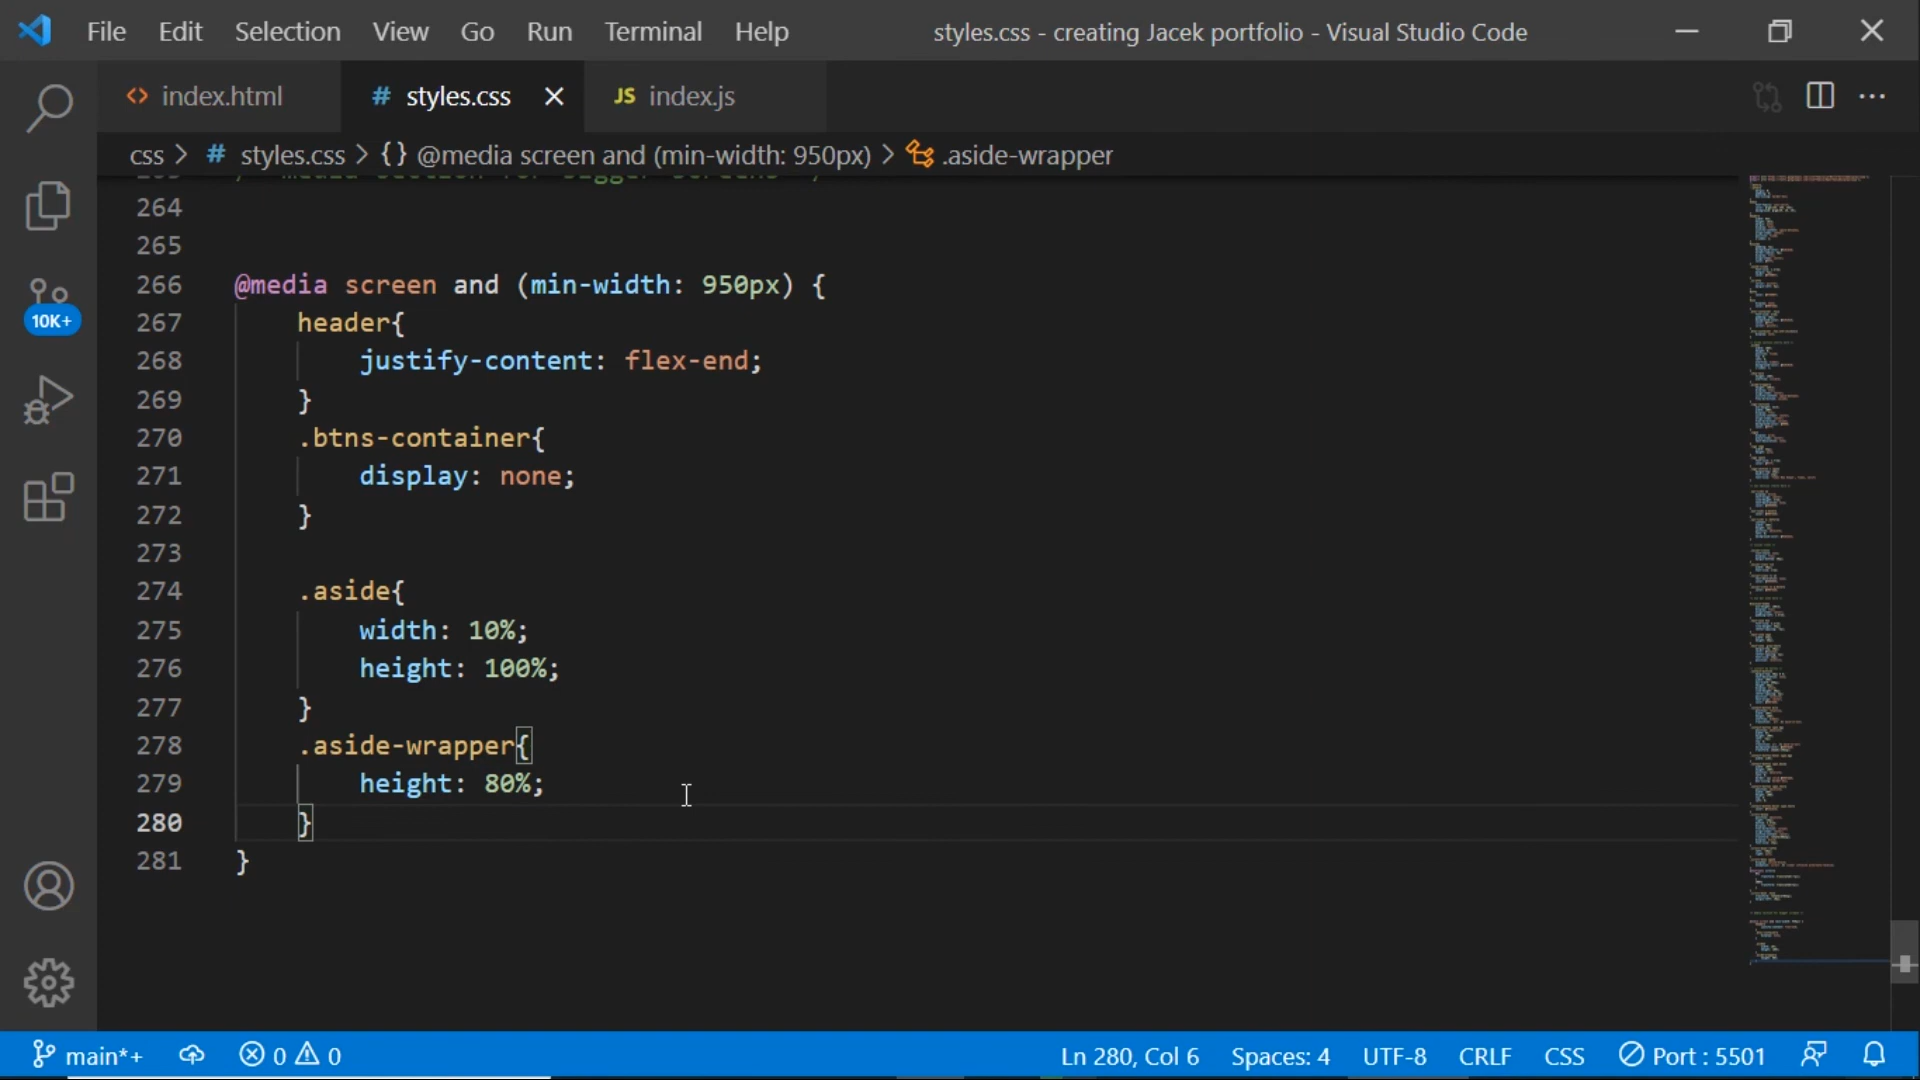 File Edit Selection View Go Run Terminal Help styles.css - creating Jacek portfolio - Visual Studio Code
<> index.html # styles.css JS index.js
css > # styles.css > {} @media screen and (min-width: 950px) > .aside-wrapper
264
265
266 @media screen and (min-width: 950px) {
267 header{
268 justify-content: flex-end;
269 }
270 .btns-container{
271 display: none;
272 }
273
274 .aside{
275 width: 10%;
276 height: 100%;
277 }
278 .aside-wrapper{
279 height: 80%;
280 }
281 }
10K+
main*+ 0 0 Ln 280, Col 6 Spaces: 4 UTF-8 CRLF CSS Port : 5501